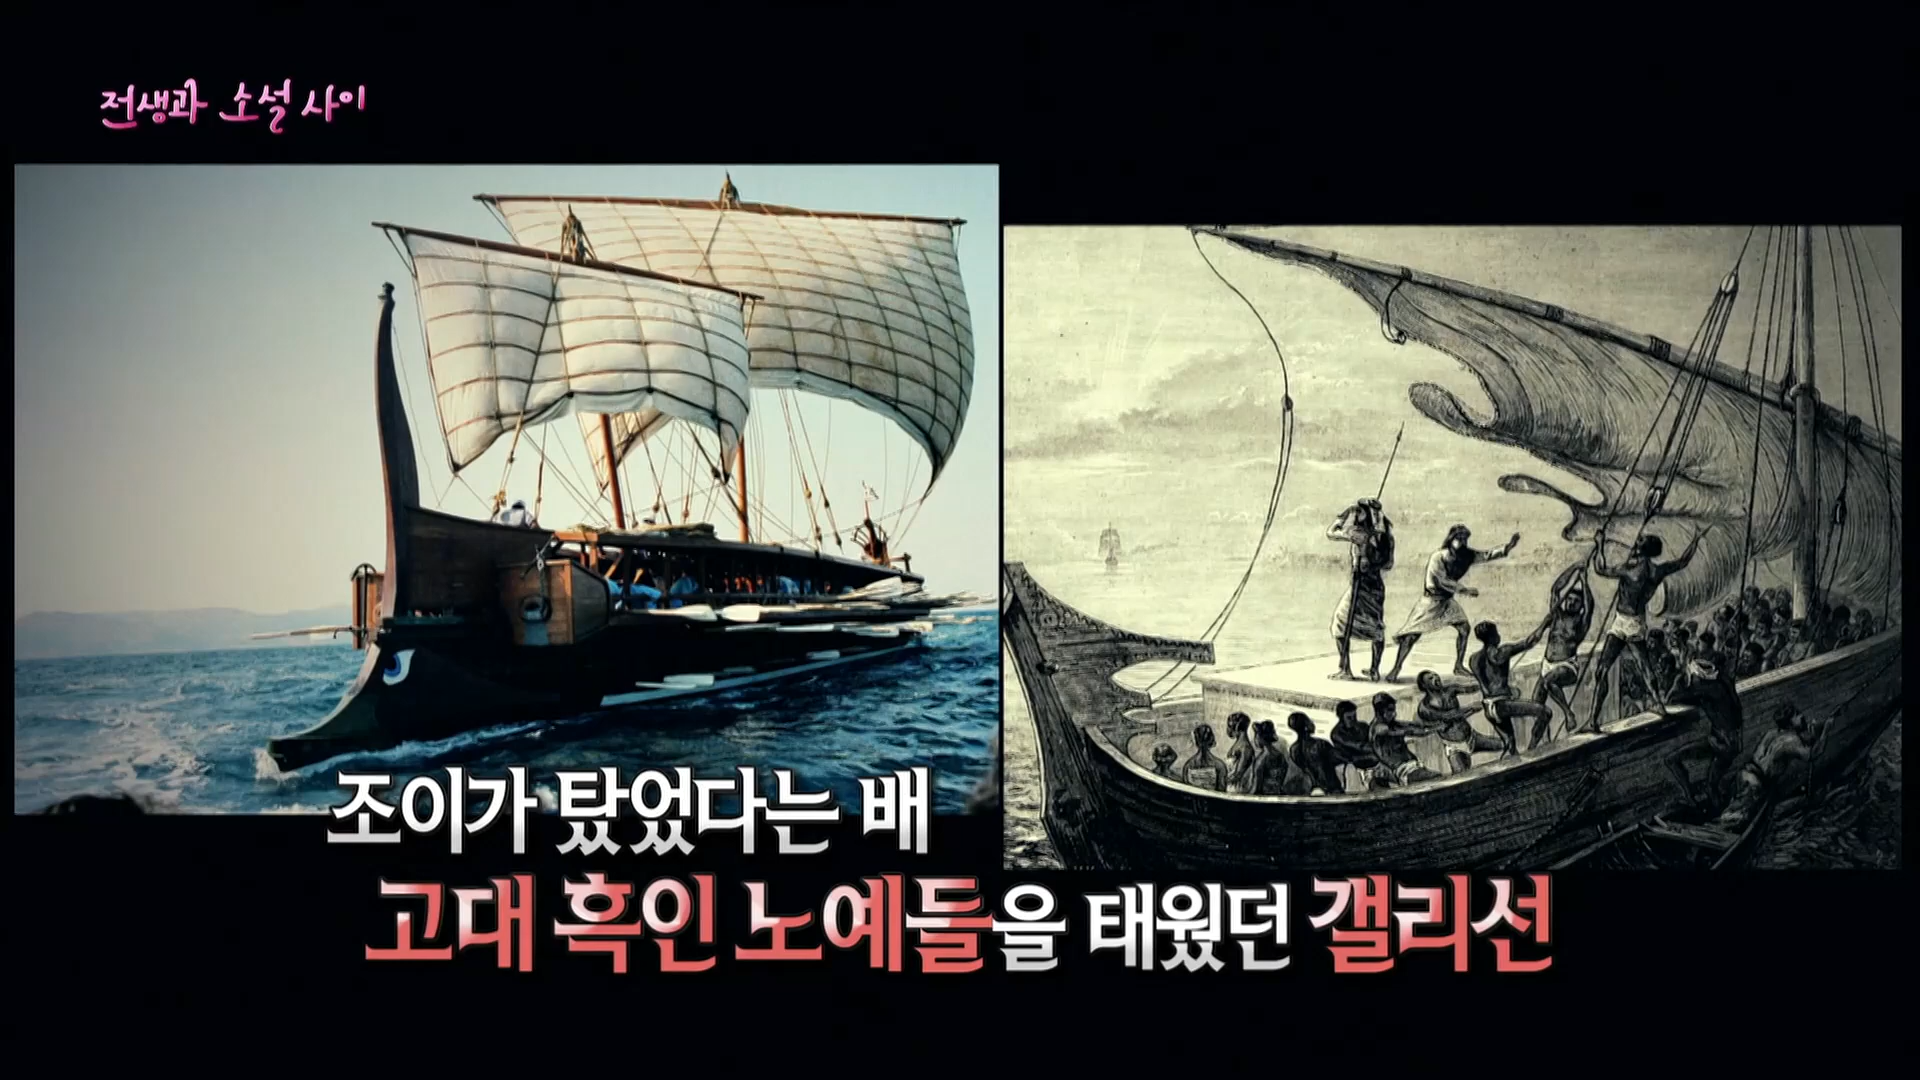 전생과 소설 사이
조이가 탔었다는 배
고대 흑인 노예들을 태웠던 갤리선